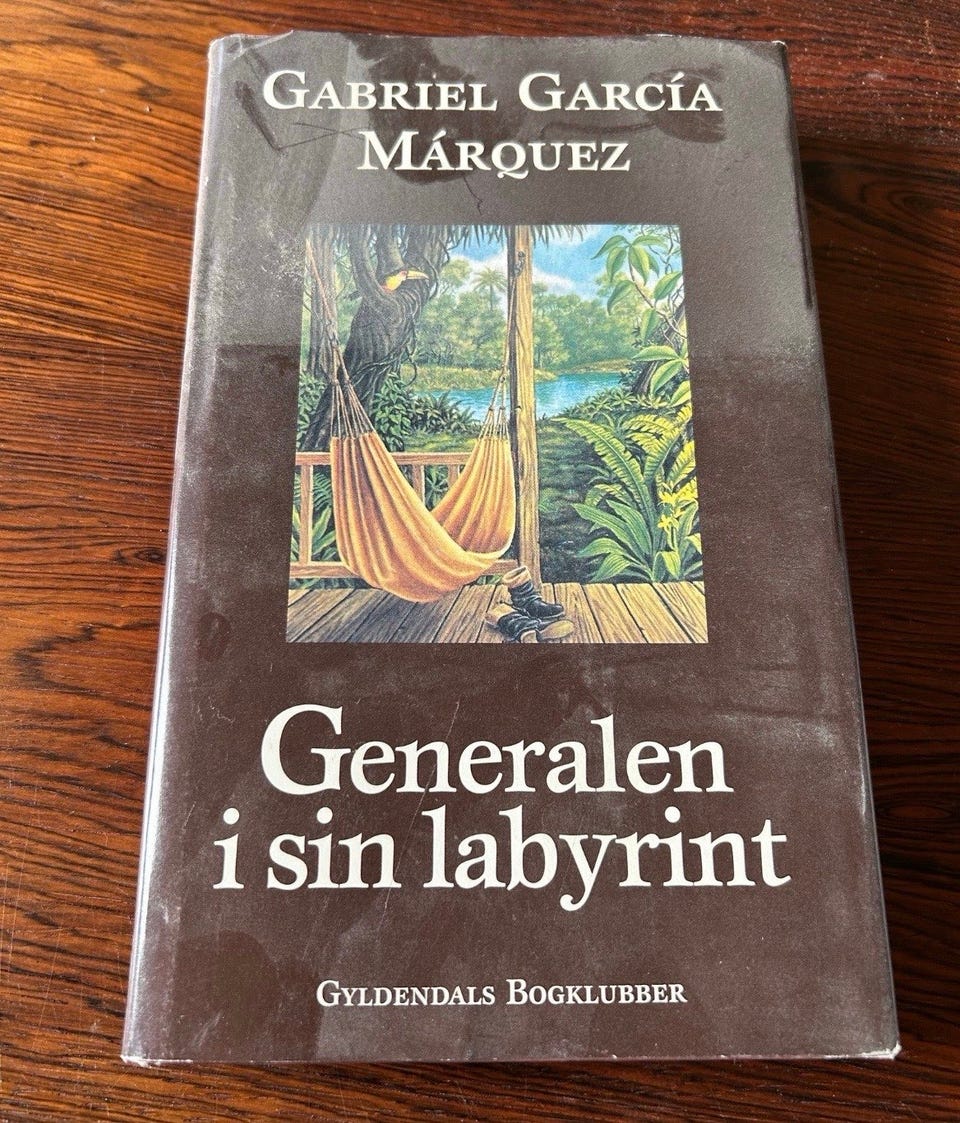 GABRIEL GARCÍA
MÁRQUEZ
Generalen
i sin labyrint
GYLDENDALS BOGKLUBBER